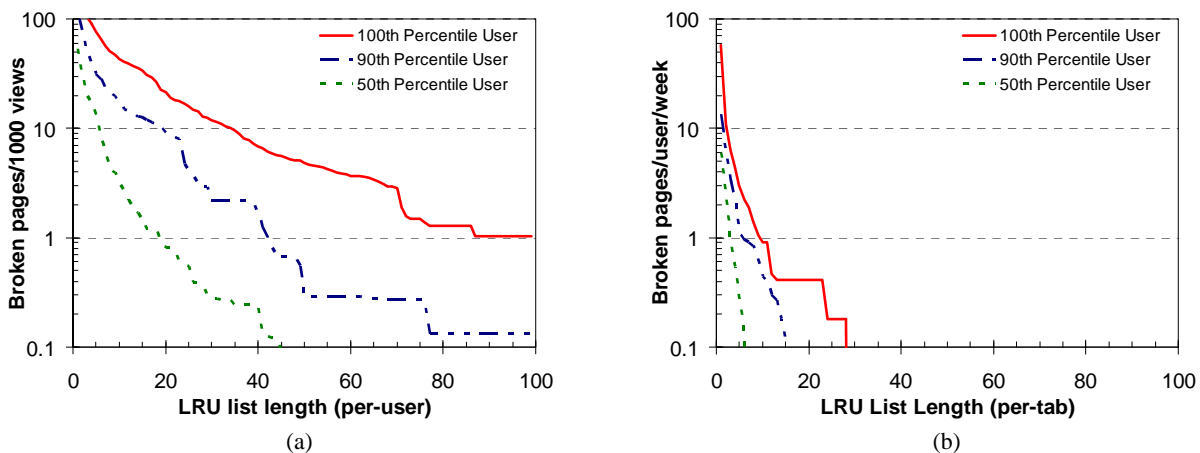 Broken pages/1000 views
100
10
1
0.1
100th Percentile User
90th Percentile User
50th Percentile User
0 20 40 60 80 100
LRU list length (per-user)
(a)
Broken pages/user/week
100
10
1
0.1
100th Percentile User
90th Percentile User
50th Percentile User
0 20 40 60 80 100
LRU List Length (per-tab)
(b)